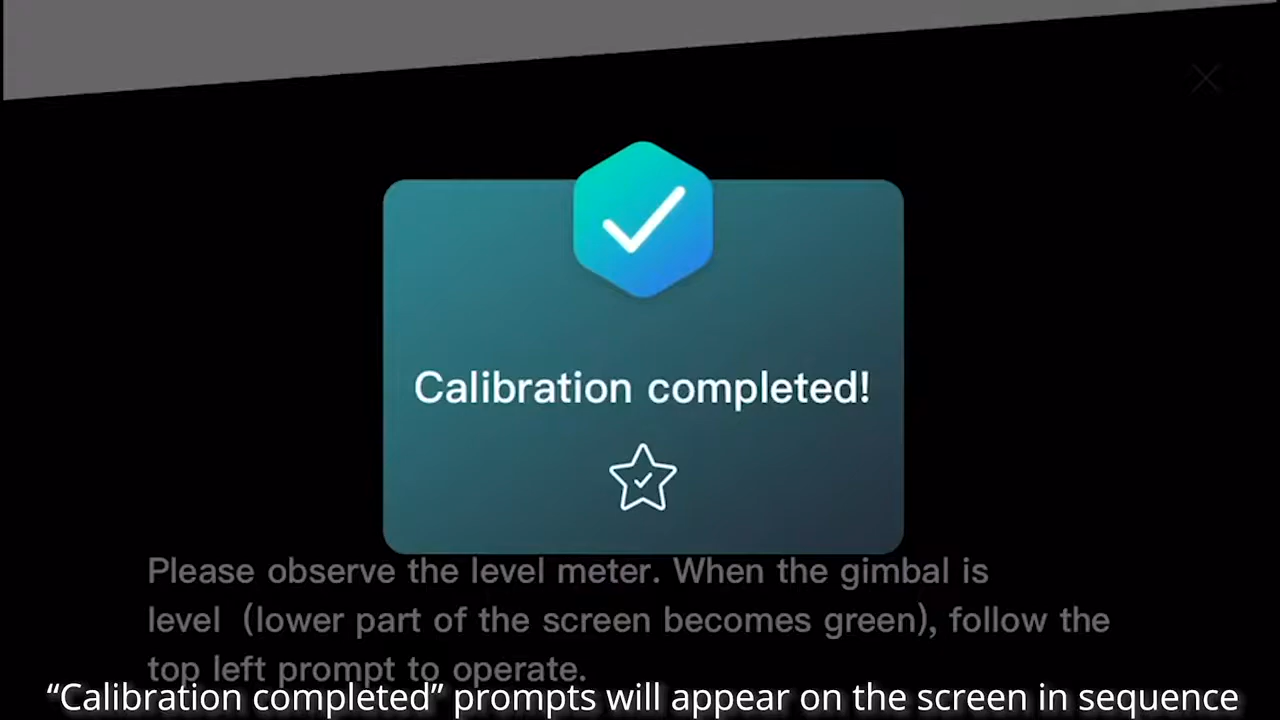 Calibration completed!
Please observe the level meter. When the gimbal is
level（lower part of the screen becomes green), follow the
top left prompt to operate.
“Calibration completed” prompts will appear on the screen in sequence